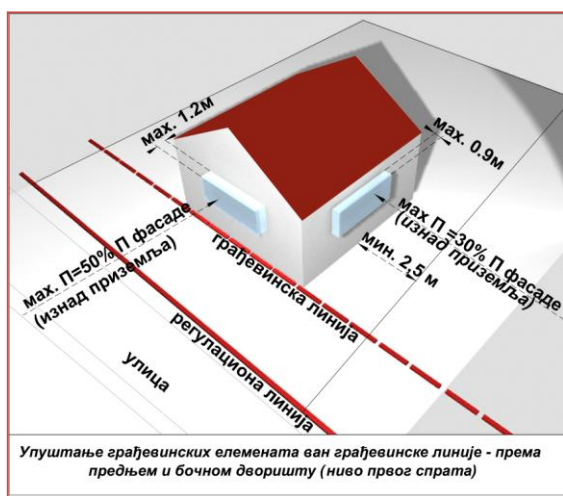 мах. 1.2м
мах. 0.9м
мах. П=50% П фасаде
(изнад приземља)
мах П =30% П фасаде
(изнад приземља)
мин. 2,5 м
грађевинска линија
регулациона линија
улица
Упуштање грађевинских елемената ван грађевинске линије - према
предњем и бочном дворишту (ниво првог спрата)